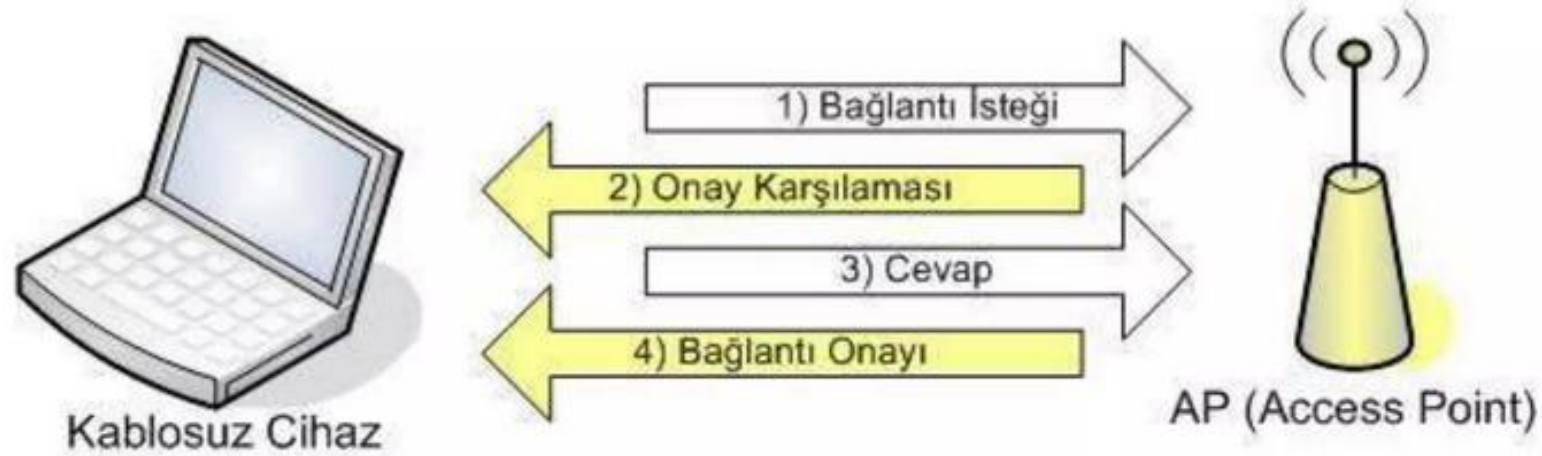 1) Bağlantı İsteği
2) Onay Karşılaması
3) Cevap
4) Bağlantı Onayı
Kablosuz Cihaz
AP (Access Point)